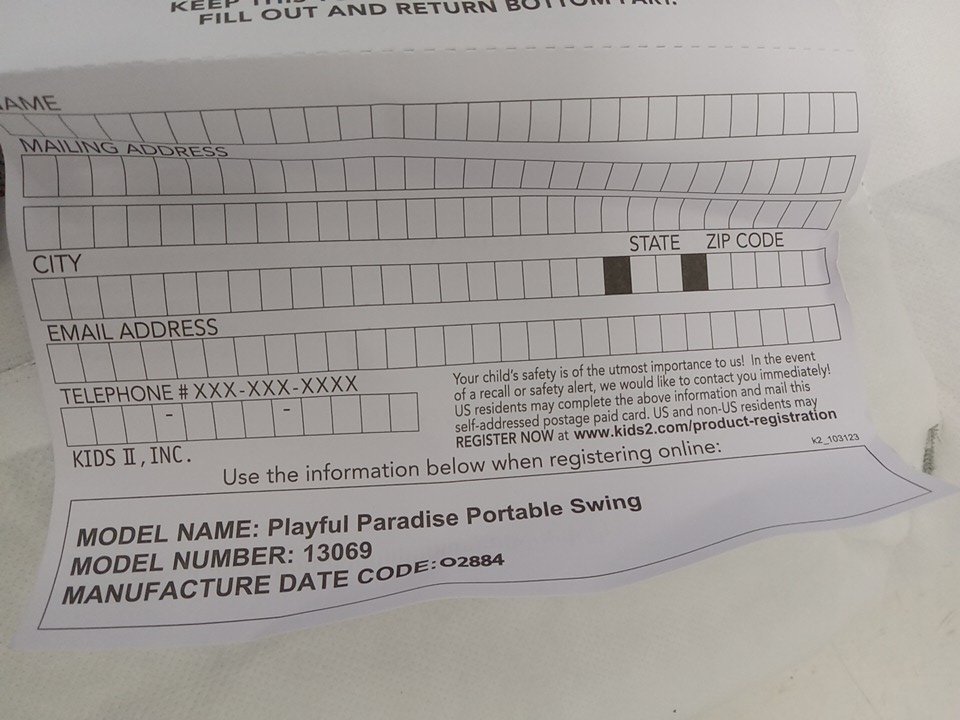 FILL OUT AND RETURN BOTTOM PART.
NAME
MAILING ADDRESS
CITY
STATE ZIP CODE
EMAIL ADDRESS
TELEPHONE # XXX-XXX-XXXX
- -
KIDS II, INC.
Your child's safety is of the utmost importance to us! In the event
of a recall or safety alert, we would like to contact you immediately!
US residents may complete the above information and mail this
self-addressed postage paid card. US and non-US residents may
REGISTER NOW at www.kids2.com/product-registration
k2_103123
Use the information below when registering online:
MODEL NAME: Playful Paradise Portable Swing
MODEL NUMBER: 13069
MANUFACTURE DATE CODE: O2884